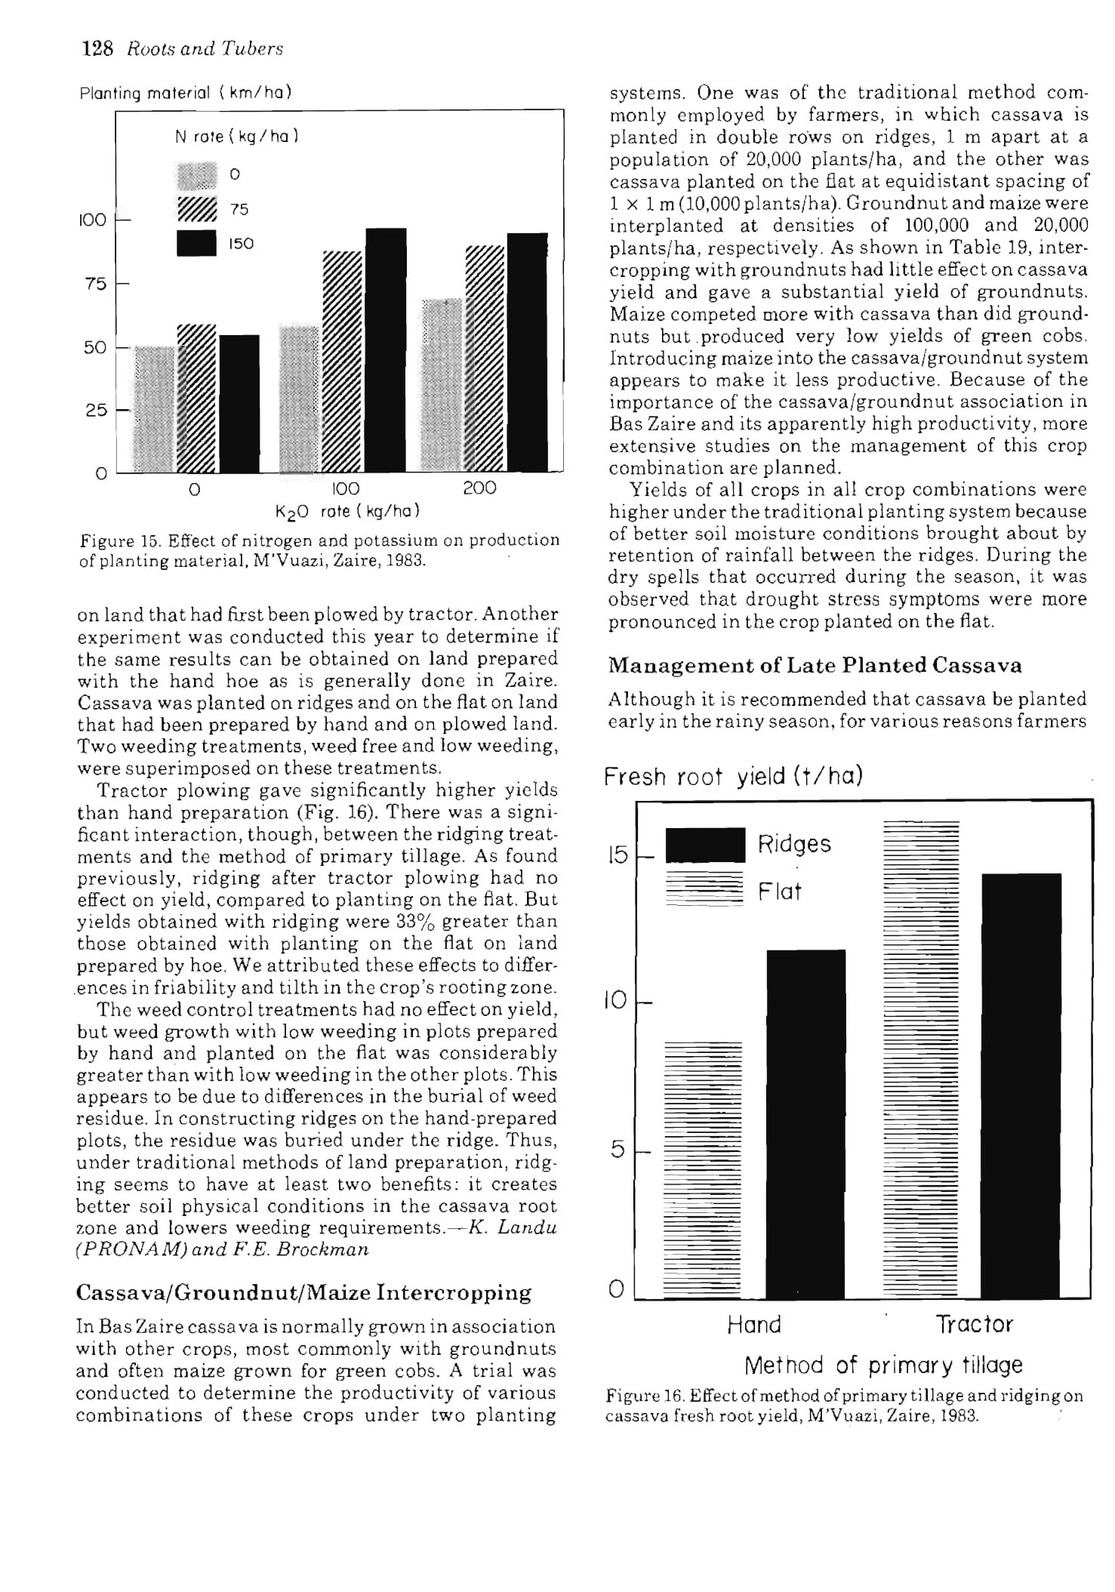 128 Roots and Tubers
Planting material (km/ha)
N rate (kg/ha)
0
75
150
100
75
50
25
0
0 100 200
K2O rate (kg/ha)
Figure 15. Effect of nitrogen and potassium on production
of planting material, M'Vuazi, Zaire, 1983.
on land that had first been plowed by tractor. Another
experiment was conducted this year to determine if
the same results can be obtained on land prepared
with the hand hoe as is generally done in Zaire.
Cassava was planted on ridges and on the flat on land
that had been prepared by hand and on plowed land.
Two weeding treatments, weed free and low weeding,
were superimposed on these treatments.
Tractor plowing gave significantly higher yields
than hand preparation (Fig. 16). There was a signi-
ficant interaction, though, between the ridging treat-
ments and the method of primary tillage. As found
previously, ridging after tractor plowing had no
effect on yield, compared to planting on the flat. But
yields obtained with ridging were 33% greater than
those obtained with planting on the flat on land
prepared by hoe. We attributed these effects to differ-
ences in friability and tilth in the crop's rooting zone.
The weed control treatments had no effect on yield,
but weed growth with low weeding in plots prepared
by hand and planted on the flat was considerably
greater than with low weeding in the other plots. This
appears to be due to differences in the burial of weed
residue. In constructing ridges on the hand-prepared
plots, the residue was buried under the ridge. Thus,
under traditional methods of land preparation, ridg-
ing seems to have at least two benefits: it creates
better soil physical conditions in the cassava root
zone and lowers weeding requirements.—K. Landu
(PRONAM) and F.E. Brockman
Cassava/Groundnut/Maize Intercropping
In Bas Zaire cassava is normally grown in association
with other crops, most commonly with groundnuts
and often maize grown for green cobs. A trial was
conducted to determine the productivity of various
combinations of these crops under two planting
systems. One was of the traditional method com-
monly employed by farmers, in which cassava is
planted in double rows on ridges, 1 m apart at a
population of 20,000 plants/ha, and the other was
cassava planted on the flat at equidistant spacing of
1 × 1 m (10,000 plants/ha). Groundnut and maize were
interplanted at densities of 100,000 and 20,000
plants/ha, respectively. As shown in Table 19, inter-
cropping with groundnuts had little effect on cassava
yield and gave a substantial yield of groundnuts.
Maize competed more with cassava than did ground-
nuts but produced very low yields of green cobs.
Introducing maize into the cassava/groundnut system
appears to make it less productive. Because of the
importance of the cassava/groundnut association in
Bas Zaire and its apparently high productivity, more
extensive studies on the management of this crop
combination are planned.
Yields of all crops in all crop combinations were
higher under the traditional planting system because
of better soil moisture conditions brought about by
retention of rainfall between the ridges. During the
dry spells that occurred during the season, it was
observed that drought stress symptoms were more
pronounced in the crop planted on the flat.
Management of Late Planted Cassava
Although it is recommended that cassava be planted
early in the rainy season, for various reasons farmers
Fresh root yield (t/ha)
Ridges
Flat
15
10
5
0
Hand Tractor
Method of primary tillage
Figure 16. Effect of method of primary tillage and ridging on
cassava fresh root yield, M'Vuazi, Zaire, 1983.